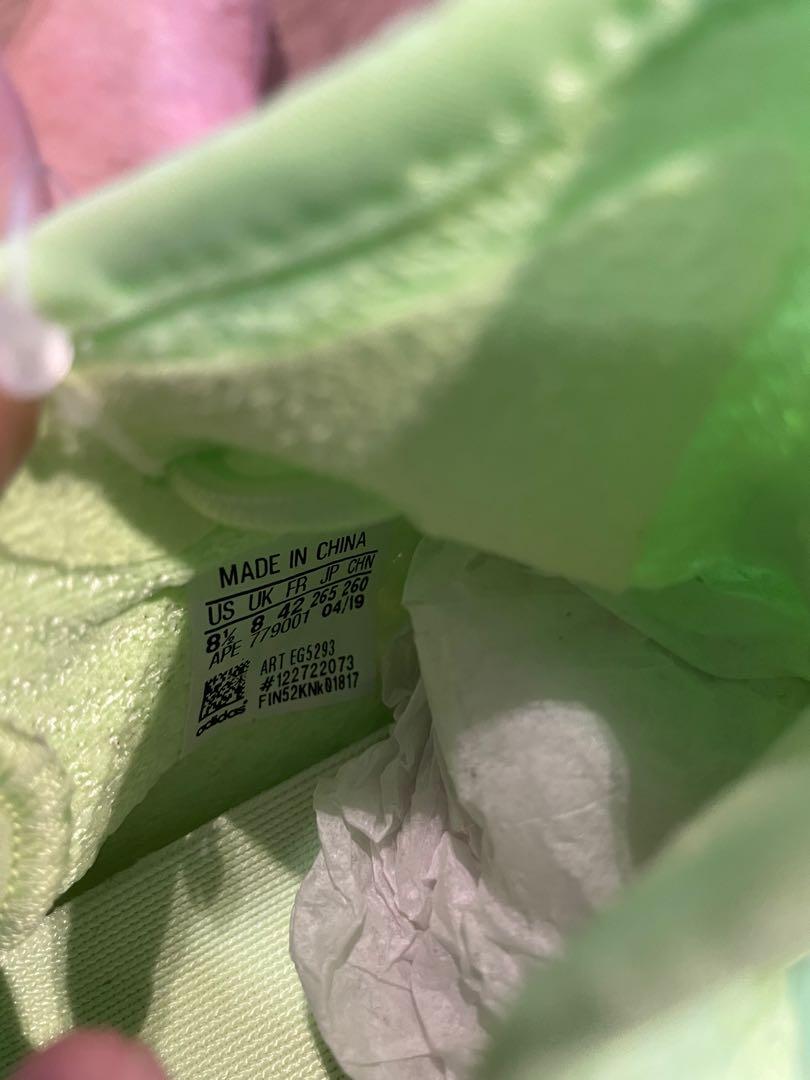 MADE IN CHINA
US UK FR JP CHN
8½ 8 42 265 260
APE 779001 04/19
ART EG5293
#122722073
FIN52KNk01817
adidas